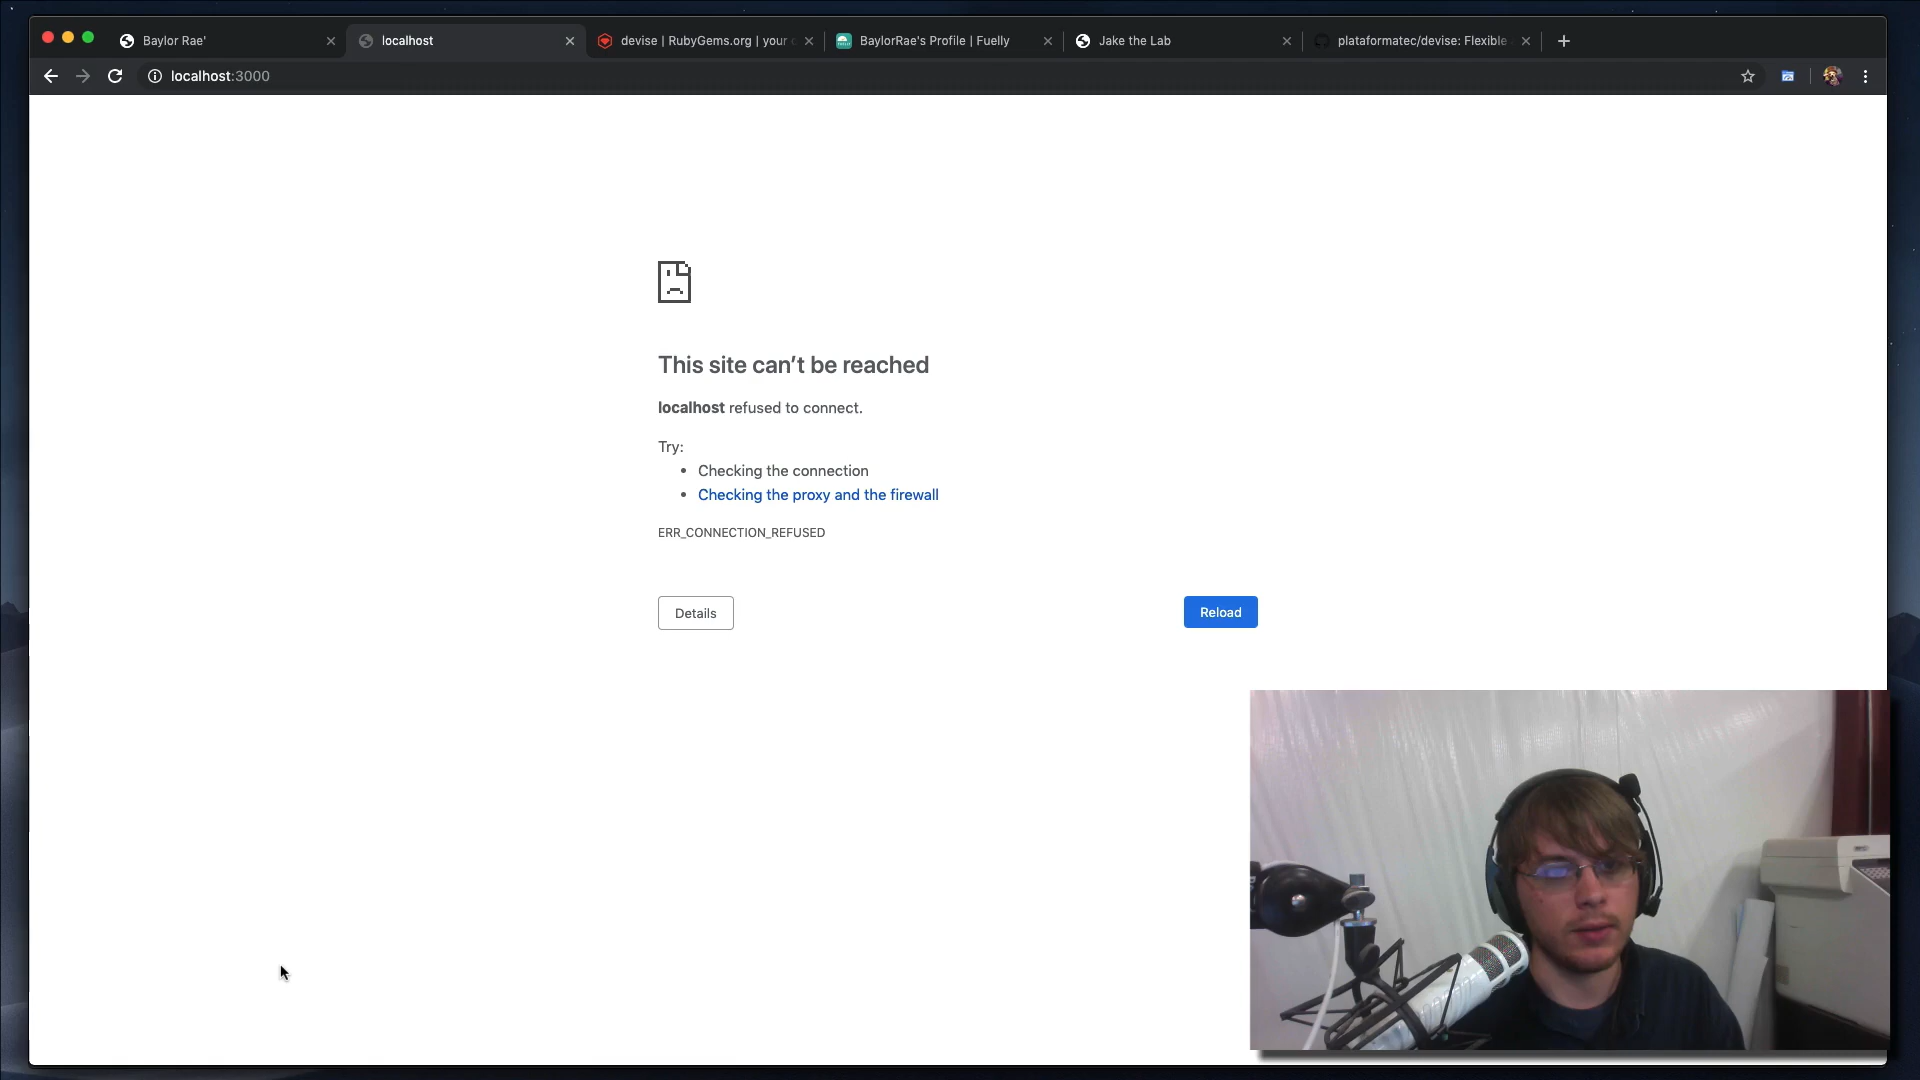 Baylor Rae'
localhost
devise | RubyGems.org | your
BaylorRae's Profile | Fuelly
Jake the Lab
plataformatec/devise: Flexible
localhost:3000
This site can’t be reached
localhost refused to connect.
Try:
• Checking the connection
• Checking the proxy and the firewall
ERR_CONNECTION_REFUSED
Details
Reload